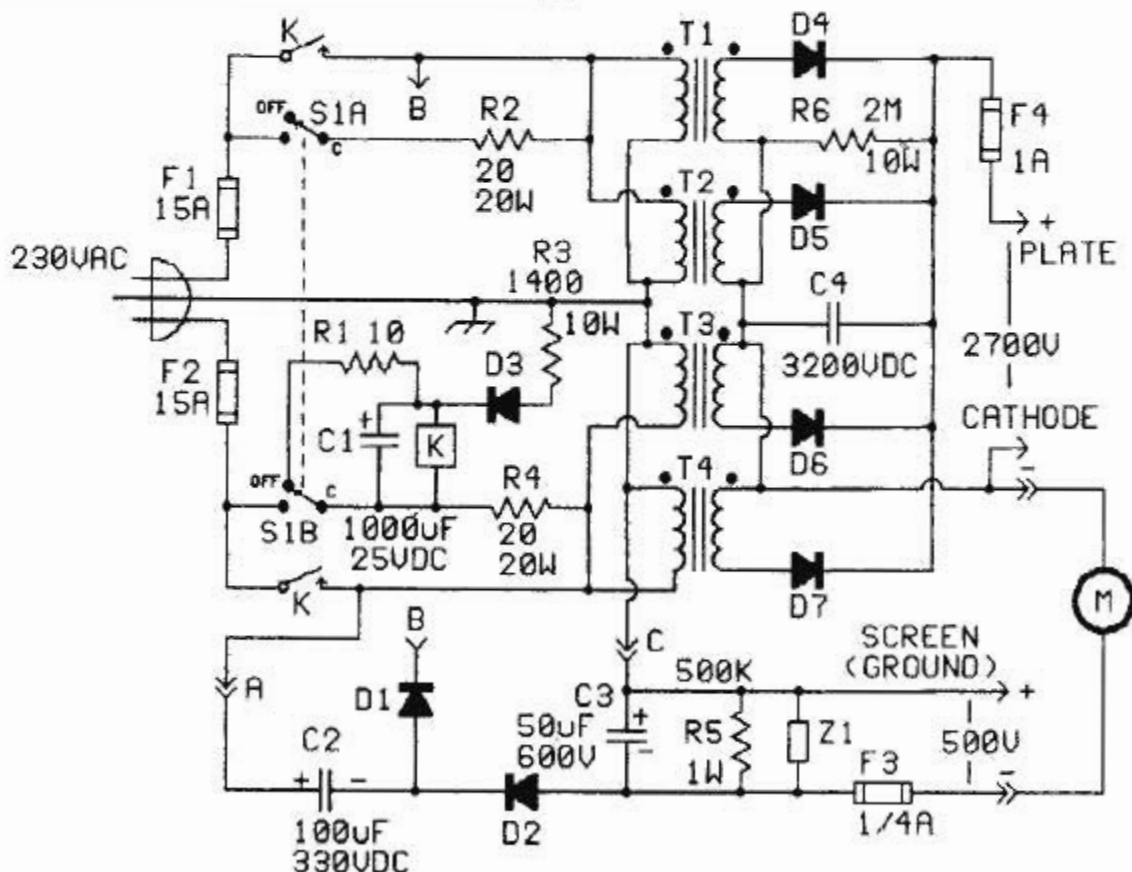 K
T1
D4
OFF
S1A
B
R2
R6 2M
F4
C
20
10W
1A
F1
20W
T2
15A
D5
+
230VAC
R3
PLATE
1400
C4
10W
T3
R1 10
2700V
F2
D3
3200VDC
15A
+
CATHODE
C1
K
D6
-
OFF
C
R4
T4
S1B
1000uF
20
25VDC
20W
K
D7
M
B
SCREEN
C
(GROUND)
A
500K
D1
C3
+
+
C2
50uF
R5
Z1
500V
600V
-
1W
F3
-
+ -
D2
1/4A
100uF
330VDC